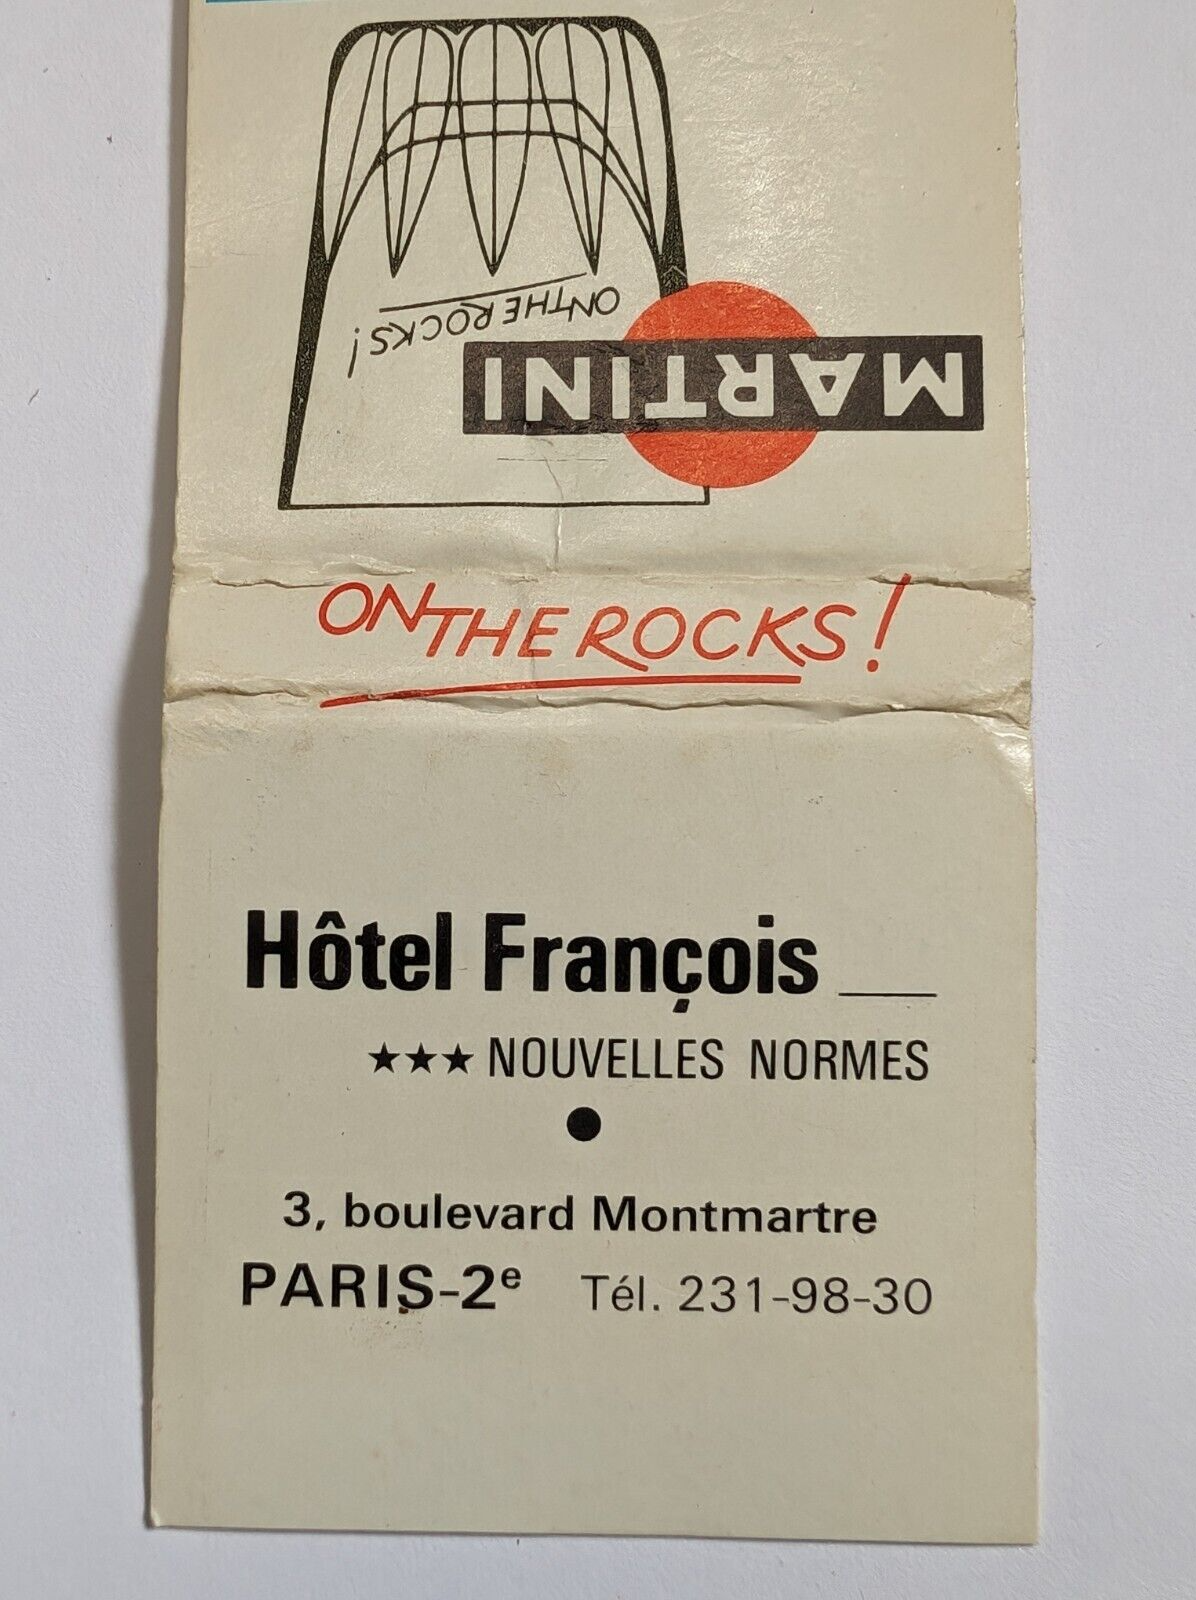 ON THE ROCKS!
MARTINI
ON THE ROCKS!
Hôtel François
★★★ NOUVELLES NORMES
3, boulevard Montmartre
PARIS-2e Tél. 231-98-30